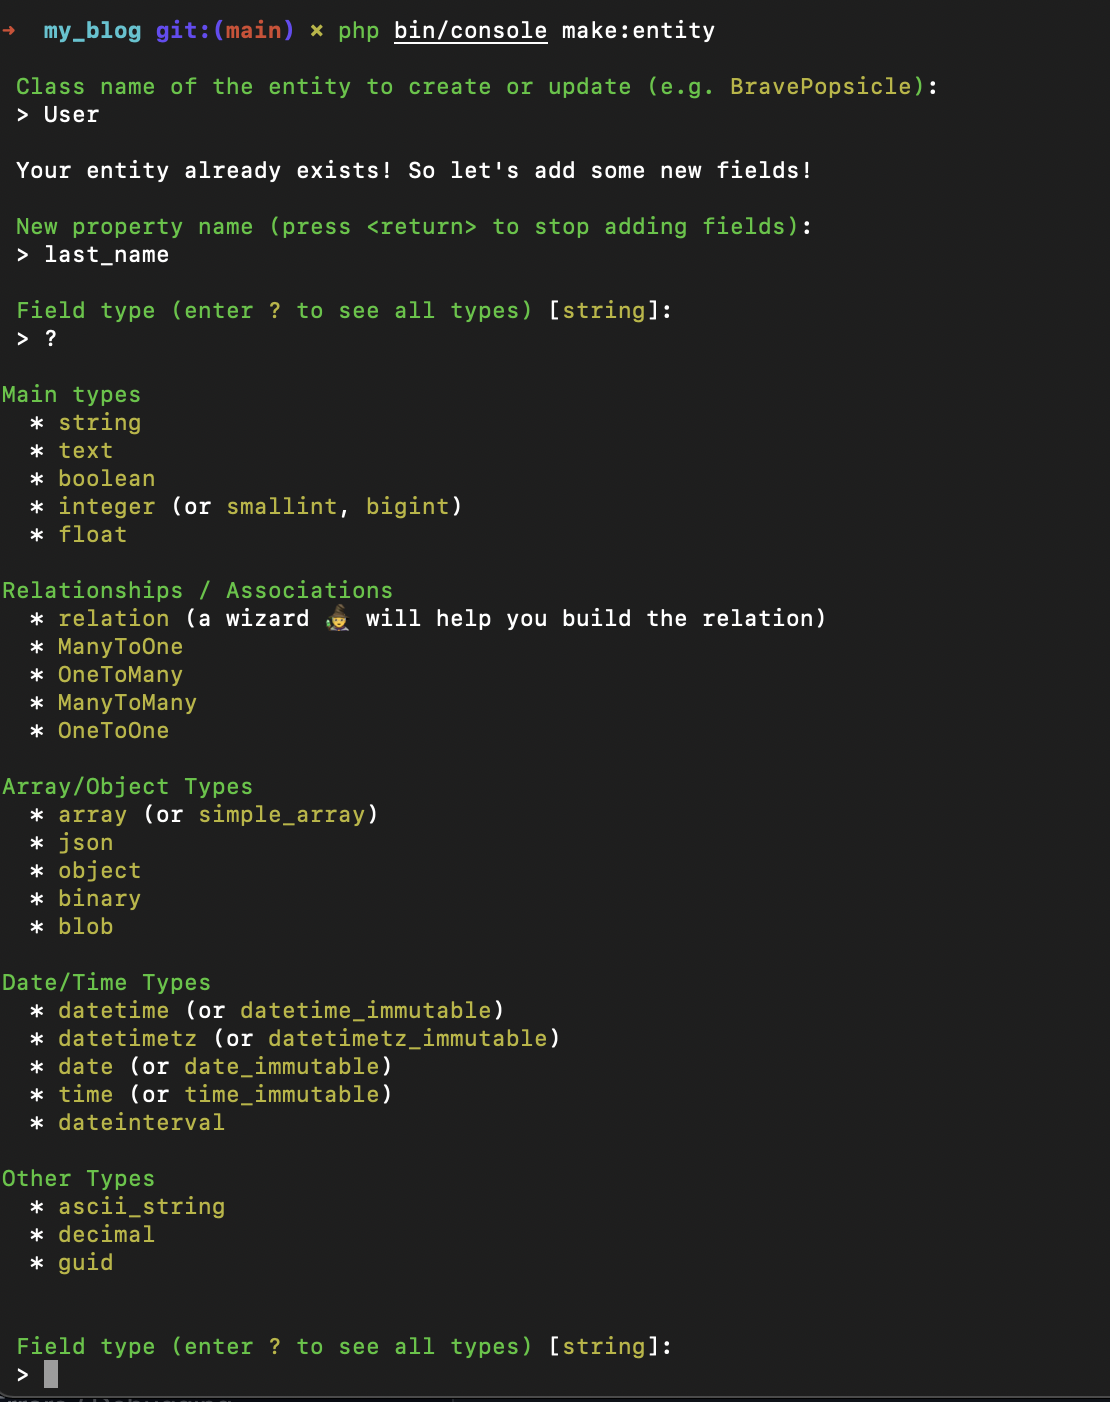 ➜  my_blog git:(main) ✗ php bin/console make:entity
Class name of the entity to create or update (e.g. BravePopsicle):
> User
Your entity already exists! So let's add some new fields!
New property name (press <return> to stop adding fields):
> last_name
Field type (enter ? to see all types) [string]:
> ?
Main types
* string
* text
* boolean
* integer (or smallint, bigint)
* float
Relationships / Associations
* relation (a wizard 🧙 will help you build the relation)
* ManyToOne
* OneToMany
* ManyToMany
* OneToOne
Array/Object Types
* array (or simple_array)
* json
* object
* binary
* blob
Date/Time Types
* datetime (or datetime_immutable)
* datetimetz (or datetimetz_immutable)
* date (or date_immutable)
* time (or time_immutable)
* dateinterval
Other Types
* ascii_string
* decimal
* guid
Field type (enter ? to see all types) [string]:
>